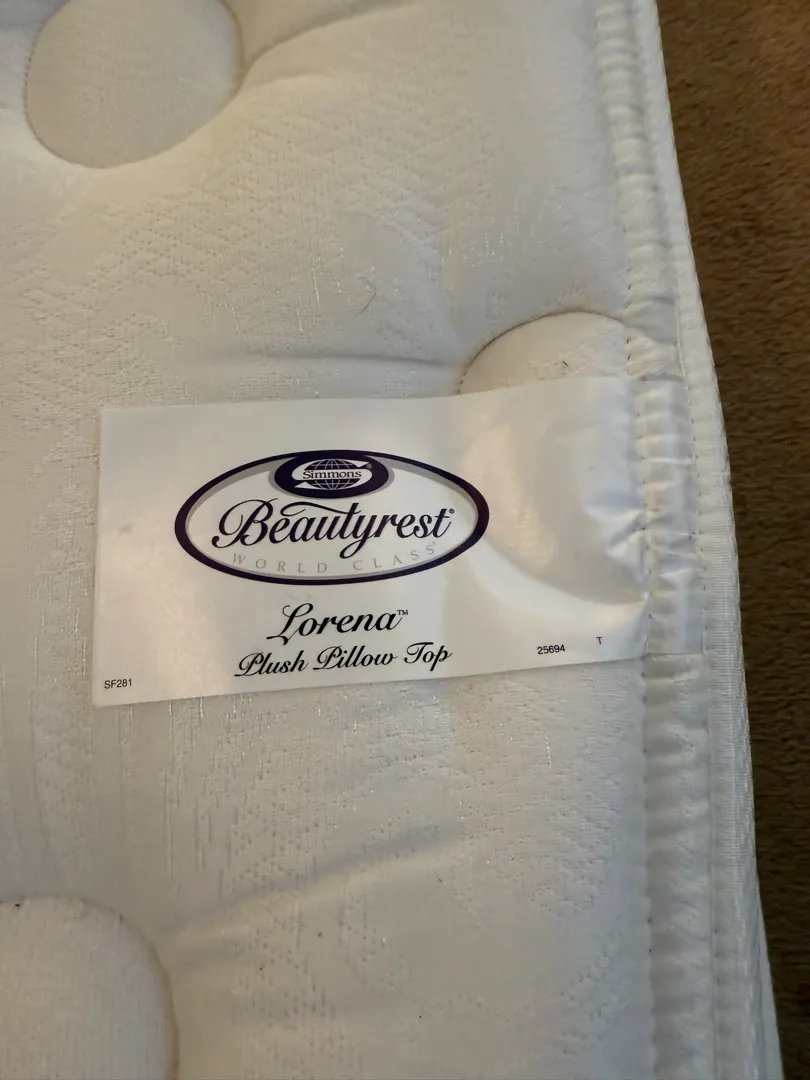 Simmons®
Beautyrest®
WORLD CLASS®
Lorena™
Plush Pillow Top
SF281
25694 T